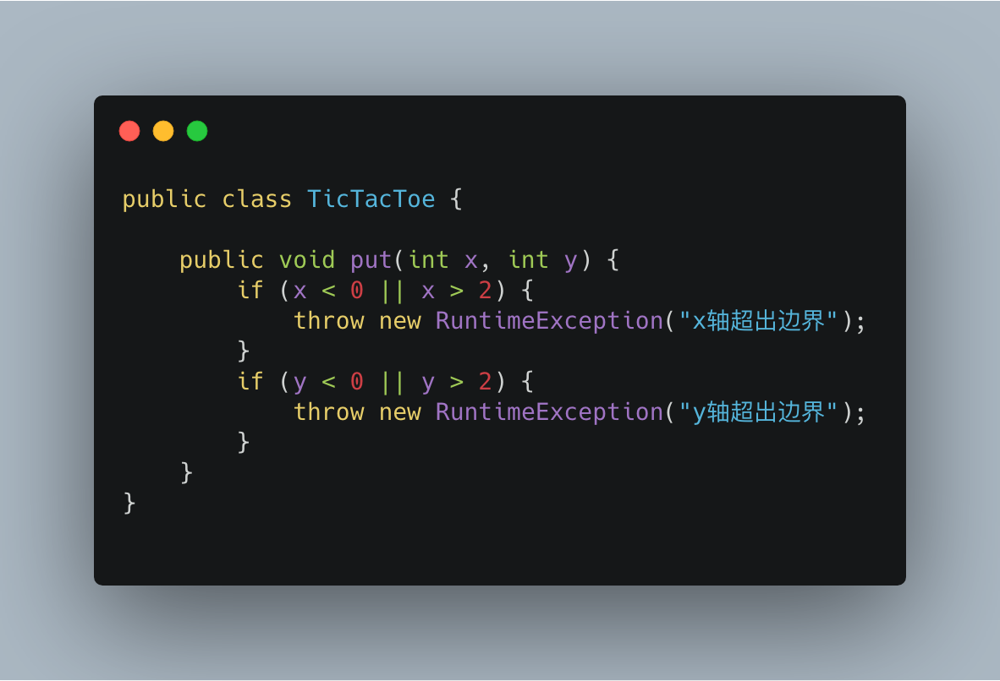 public class TicTacToe {
    public void put(int x, int y) {
        if (x < 0 || x > 2) {
            throw new RuntimeException("x轴超出边界");
        }
        if (y < 0 || y > 2) {
            throw new RuntimeException("y轴超出边界");
        }
    }
}